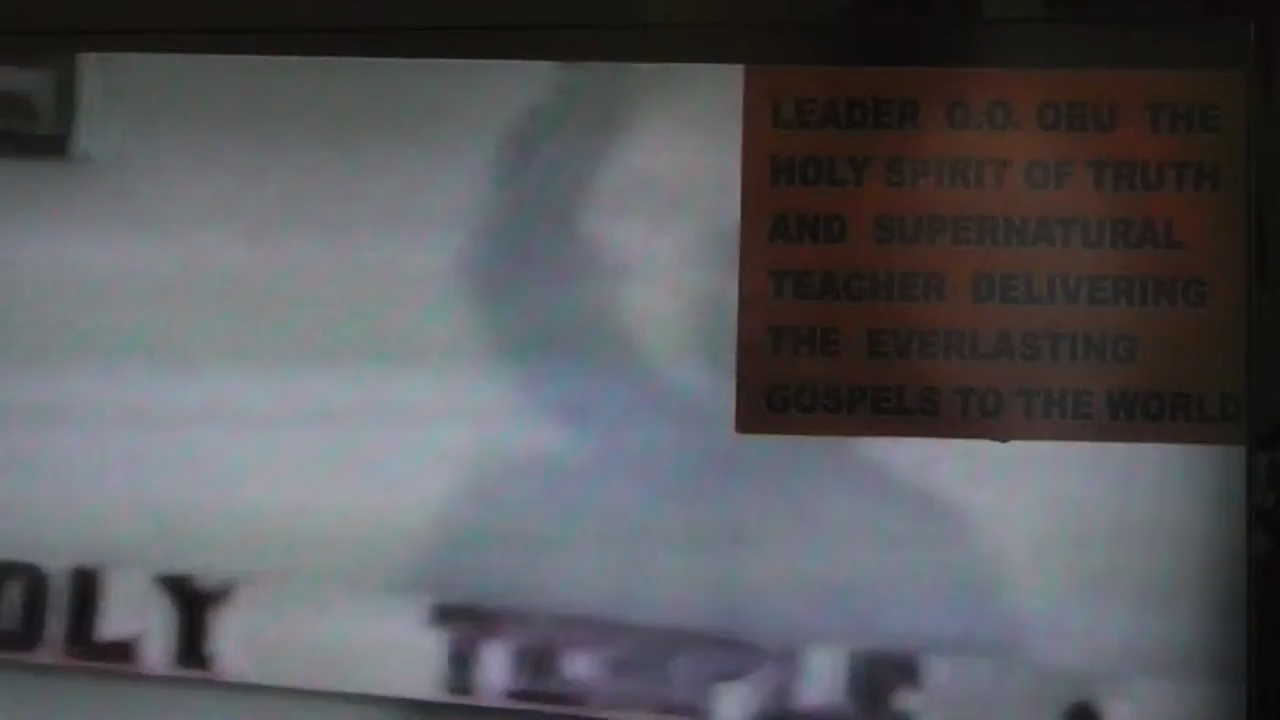 LEADER O.O. OBU THE
HOLY SPIRIT OF TRUTH
AND SUPERNATURAL
TEACHER DELIVERING
THE EVERLASTING
GOSPELS TO THE WORLD
OLY